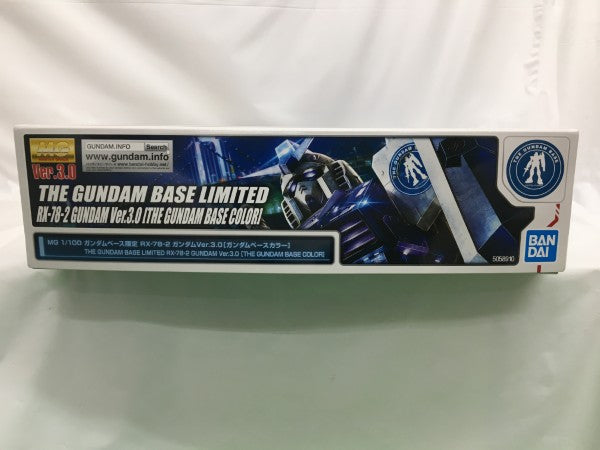 MG
Ver.3.0
GUNDAM.INFO
Search
www.gundam.info
THE GUNDAM BASE LIMITED
RX-78-2 GUNDAM Ver.3.0 [THE GUNDAM BASE COLOR]
MG 1/100 ガンダムベース限定 RX-78-2 ガンダムVer.3.0［ガンダムベースカラー］
THE GUNDAM BASE LIMITED RX-78-2 GUNDAM Ver.3.0 [THE GUNDAM BASE COLOR]
THE GUNDAM BASE
BAN
DAI
5058910